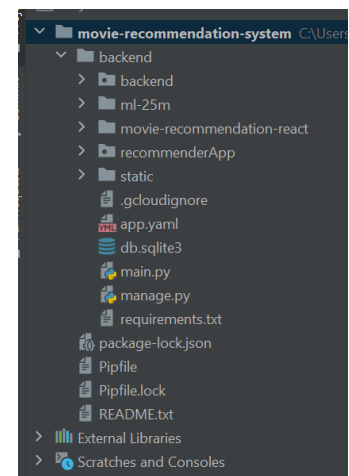 movie-recommendation-system C:\Users
backend
backend
ml-25m
movie-recommendation-react
recommenderApp
static
.gcloudignore
app.yaml
db.sqlite3
main.py
manage.py
requirements.txt
package-lock.json
Pipfile
Pipfile.lock
README.txt
External Libraries
Scratches and Consoles